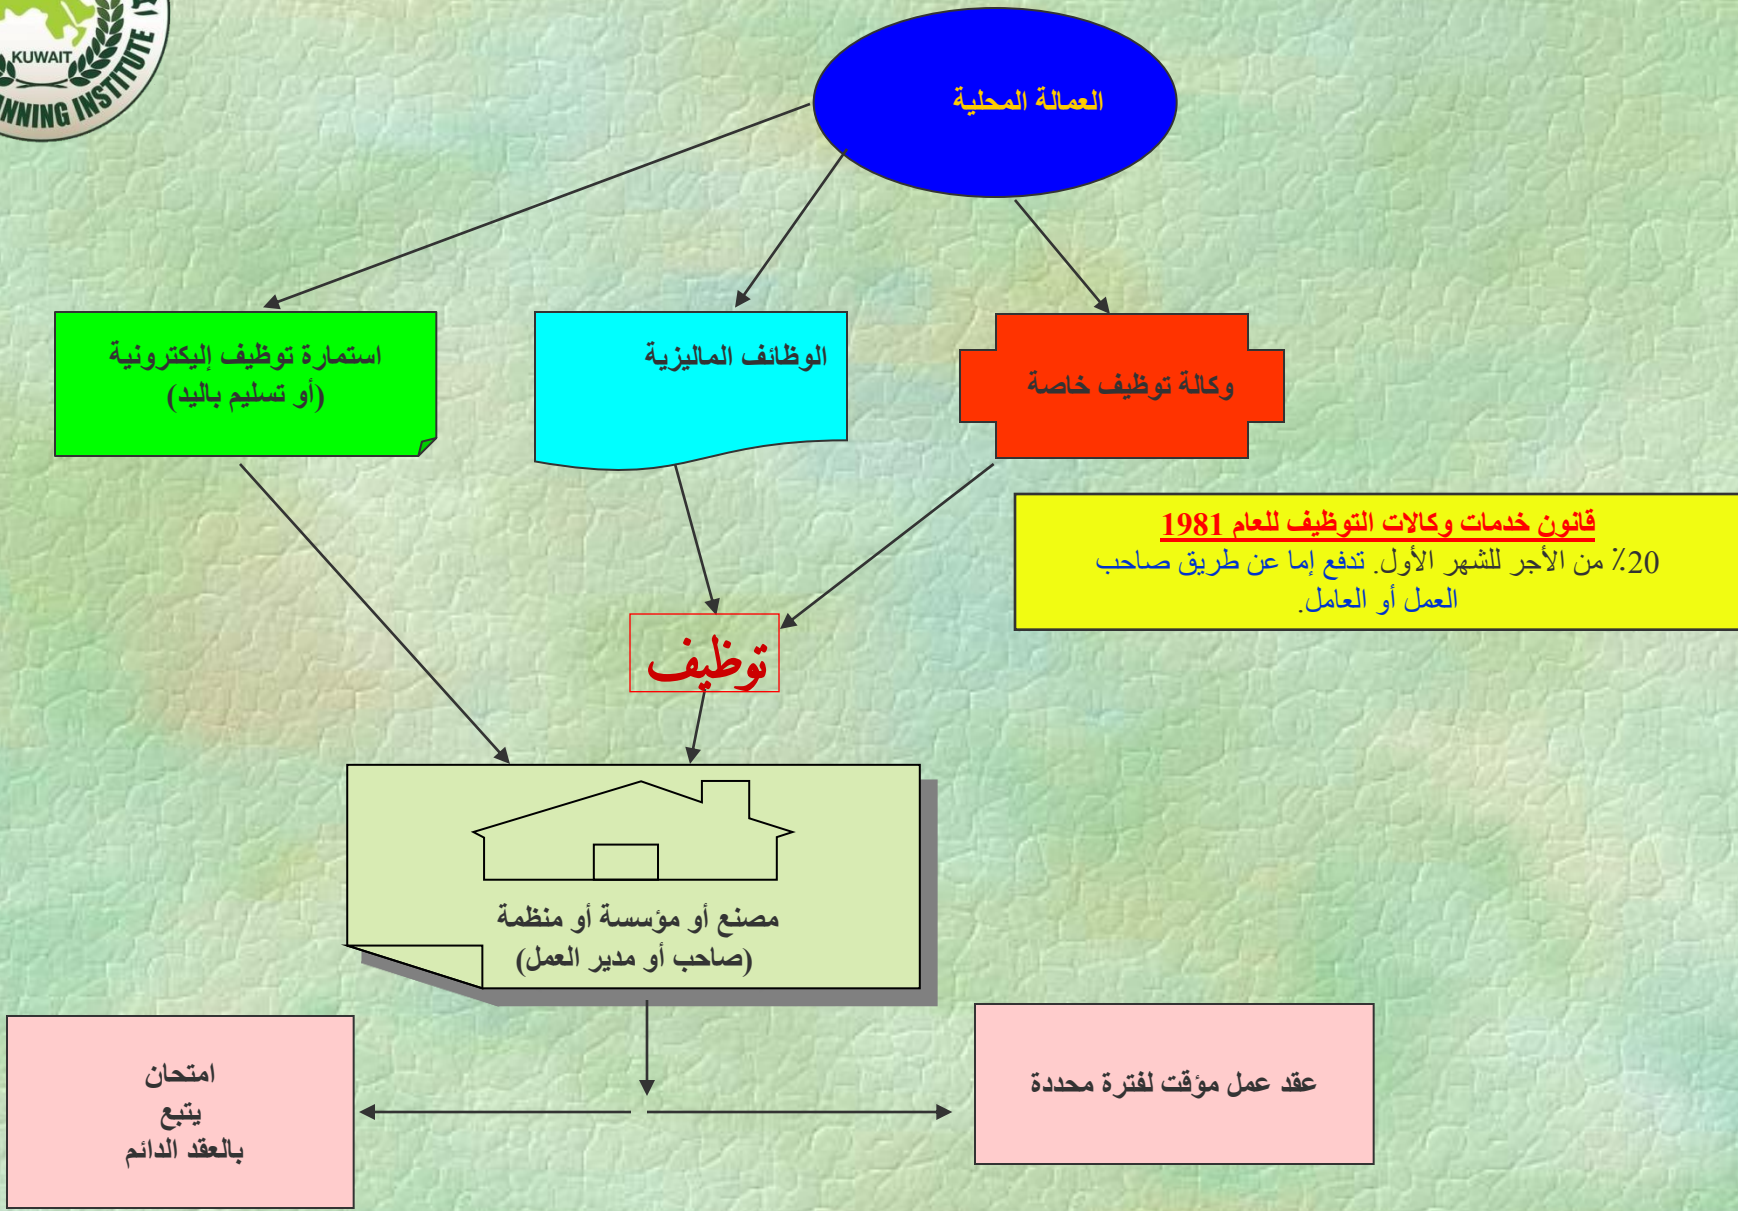 KUWAIT
NNING INSTITUTE
العمالة المحلية
وكالة توظيف خاصة
الوظائف الماليزية
استمارة توظيف إليكترونية
(أو تسليم باليد)
قانون خدمات وكالات التوظيف للعام 1981
20٪ من الأجر للشهر الأول. تدفع إما عن طريق صاحب
العمل أو العامل.
توظيف
مصنع أو مؤسسة أو منظمة
(صاحب أو مدير العمل)
عقد عمل مؤقت لفترة محددة
امتحان
يتبع
بالعقد الدائم